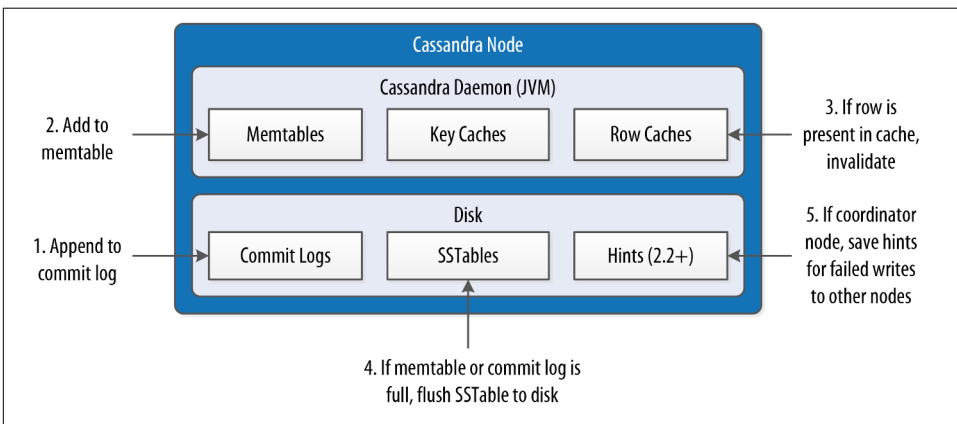 Cassandra Node
Cassandra Daemon (JVM)
2. Add to
memtable
Memtables
Key Caches
Row Caches
3. If row is
present in cache,
invalidate
Disk
1. Append to
commit log
Commit Logs
SSTables
Hints (2.2+)
5. If coordinator
node, save hints
for failed writes
to other nodes
4. If memtable or commit log is
full, flush SSTable to disk